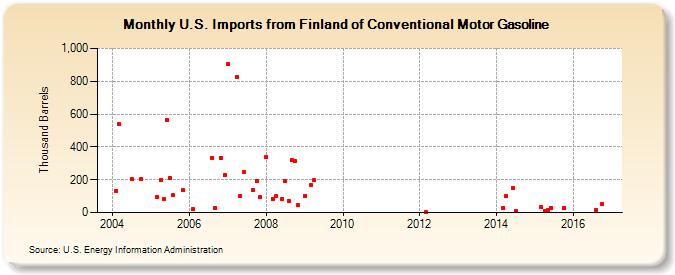 Monthly U.S. Imports from Finland of Conventional Motor Gasoline
Thousand Barrels
1,000
800
600
400
200
0
2004 2006 2008 2010 2012 2014 2016
Source: U.S. Energy Information Administration